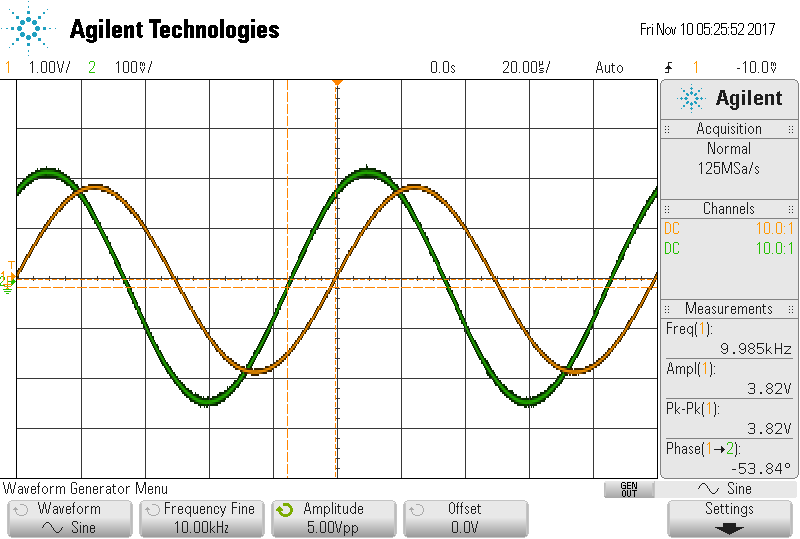 Agilent Technologies
Fri Nov 10 05:25:52 2017
1 1.00V/ 2 100mV/ 0.0s 20.00us/ Auto 1 -10.0mV
Agilent
Acquisition
Normal
125MSa/s
Channels
DC 10.0:1
DC 10.0:1
Measurements
Freq(1):
9.985kHz
Ampl(1):
3.82V
Pk-Pk(1):
3.82V
Phase(1→2):
-53.84°
Waveform Generator Menu
GEN OUT
Sine
Waveform
Sine
Frequency Fine
10.00kHz
Amplitude
5.00Vpp
Offset
0.0V
Settings